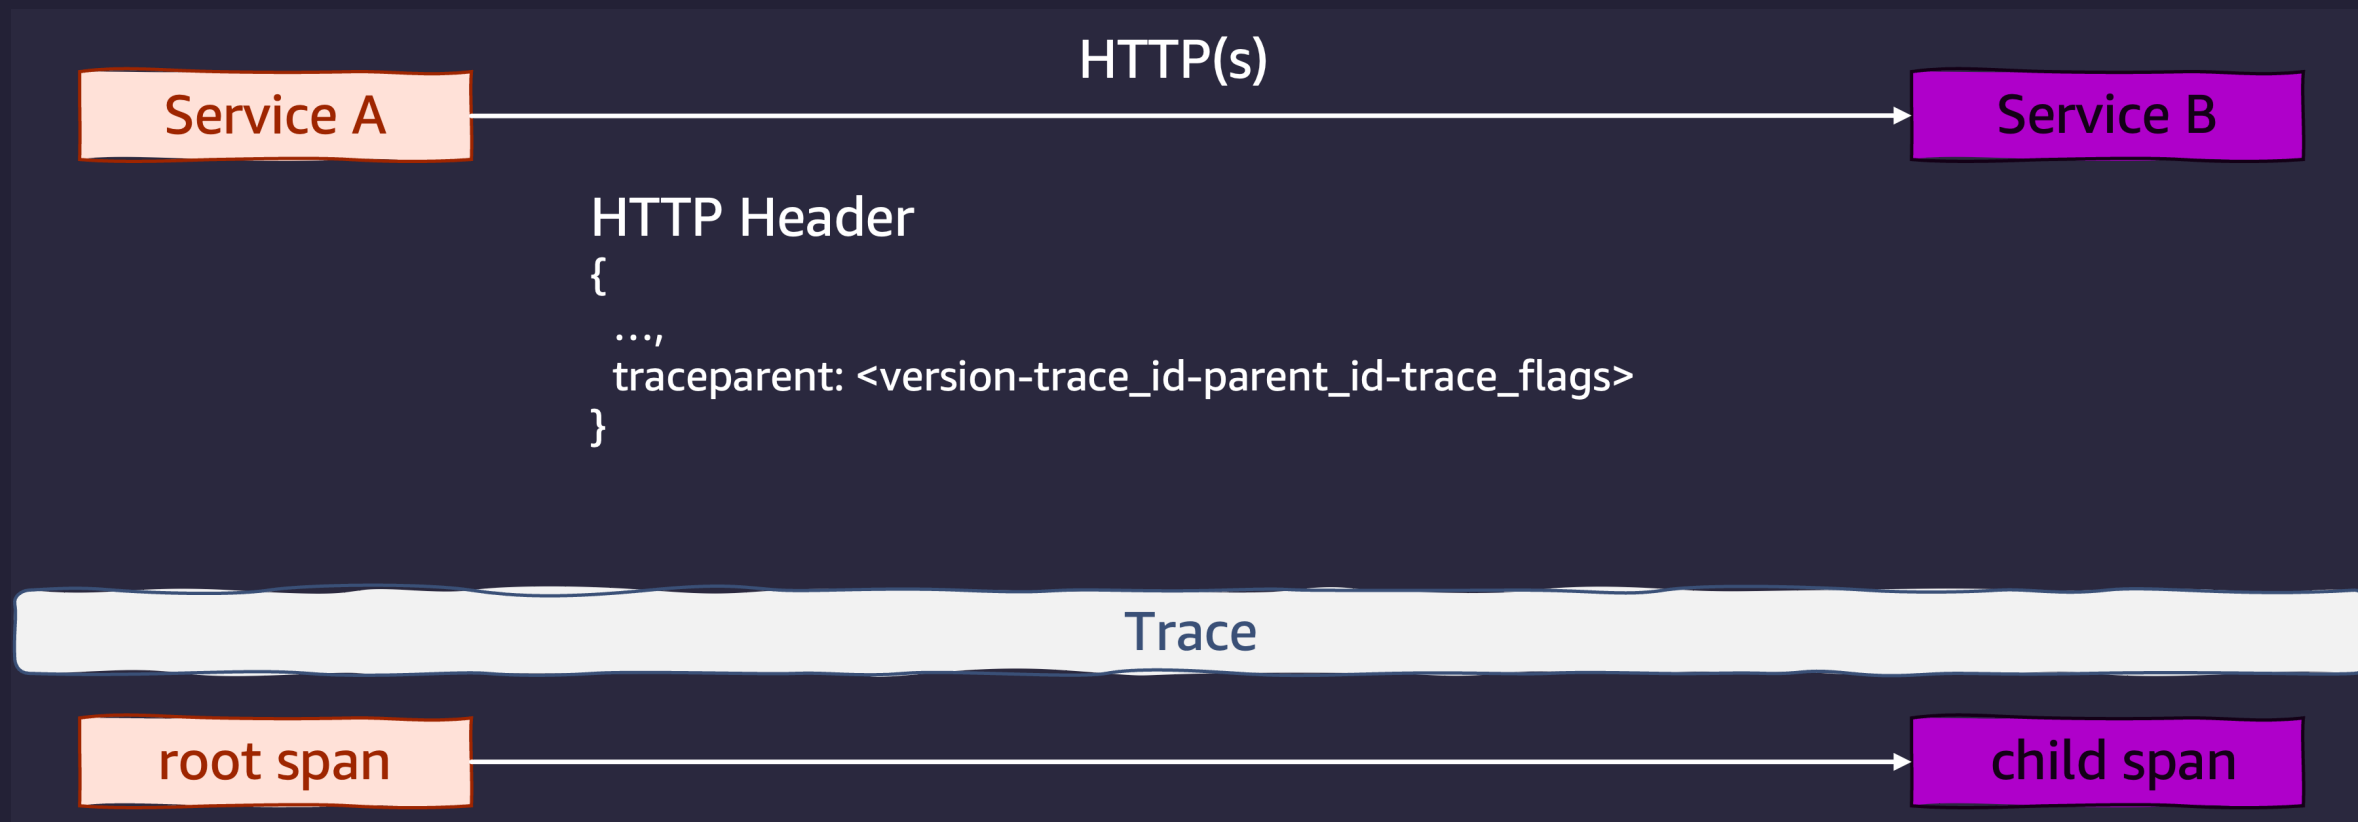 HTTP(s)
Service A
Service B
HTTP Header
{
…,
traceparent: <version-trace_id-parent_id-trace_flags>
}
Trace
root span
child span